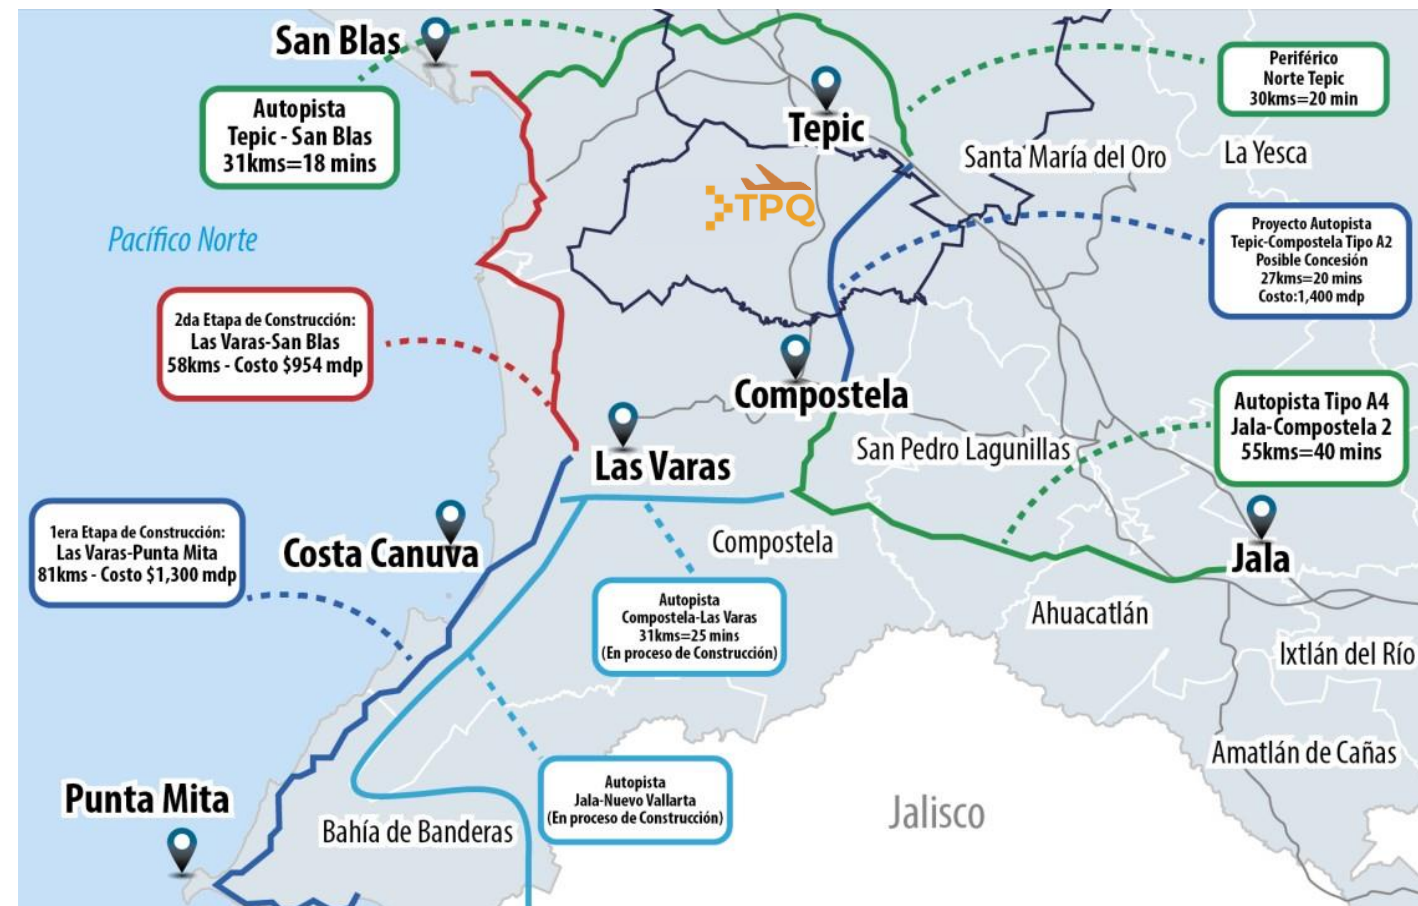 San Blas
Autopista
Tepic - San Blas
31kms=18 mins
Periférico
Norte Tepic
30kms=20 min
Tepic
Santa María del Oro
La Yesca
TPQ
Pacífico Norte
Proyecto Autopista
Tepic-Compostela Tipo A2
Posible Concesión
27kms=20 mins
Costo:1,400 mdp
2da Etapa de Construcción:
Las Varas-San Blas
58kms - Costo $954 mdp
Compostela
Autopista Tipo A4
Jala-Compostela 2
55kms=40 mins
Las Varas
San Pedro Lagunillas
1era Etapa de Construcción:
Las Varas-Punta Mita
81kms - Costo $1,300 mdp
Costa Canuva
Compostela
Jala
Autopista
Compostela-Las Varas
31kms=25 mins
(En proceso de Construcción)
Ahuacatlán
Ixtlán del Río
Amatlán de Cañas
Autopista
Jala-Nuevo Vallarta
(En proceso de Construcción)
Punta Mita
Bahía de Banderas
Jalisco